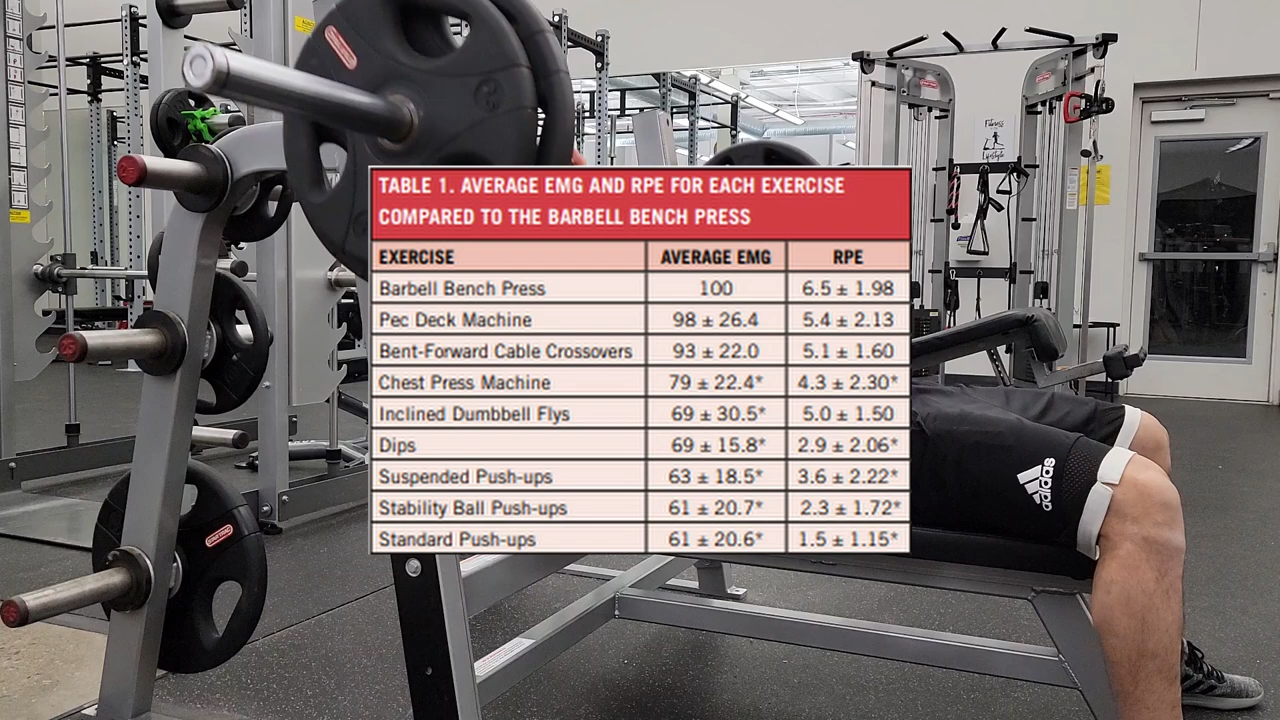 TABLE 1. AVERAGE EMG AND RPE FOR EACH EXERCISE
COMPARED TO THE BARBELL BENCH PRESS
EXERCISE AVERAGE EMG RPE
Barbell Bench Press 100 6.5 ± 1.98
Pec Deck Machine 98 ± 26.4 5.4 ± 2.13
Bent-Forward Cable Crossovers 93 ± 22.0 5.1 ± 1.60
Chest Press Machine 79 ± 22.4* 4.3 ± 2.30*
Inclined Dumbbell Flys 69 ± 30.5* 5.0 ± 1.50
Dips 69 ± 15.8* 2.9 ± 2.06*
Suspended Push-ups 63 ± 18.5* 3.6 ± 2.22*
Stability Ball Push-ups 61 ± 20.7* 2.3 ± 1.72*
Standard Push-ups 61 ± 20.6* 1.5 ± 1.15*
Fitness
Lifestyle
adidas